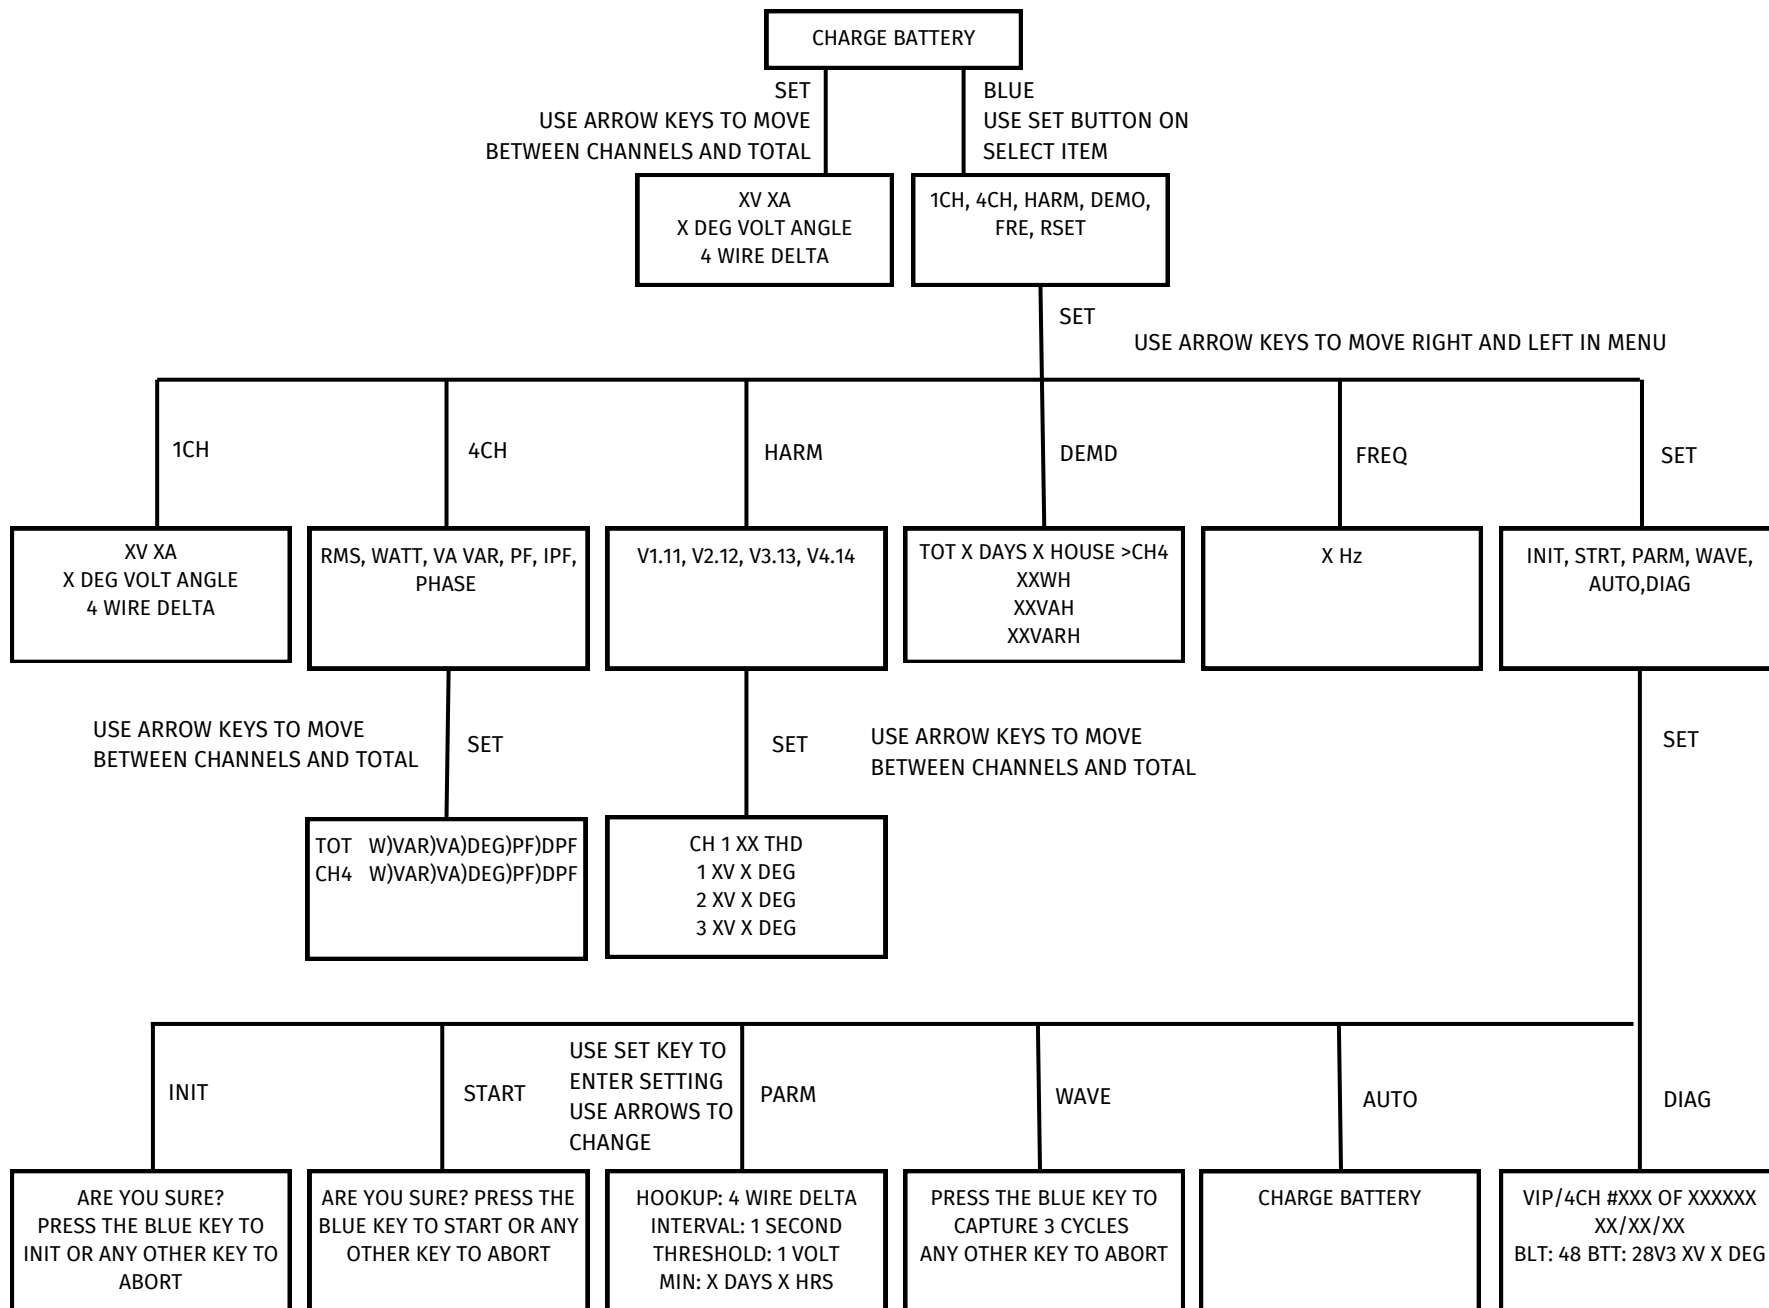 CHARGE BATTERY
SET
USE ARROW KEYS TO MOVE
BETWEEN CHANNELS AND TOTAL
BLUE
USE SET BUTTON ON
SELECT ITEM
XV XA
X DEG VOLT ANGLE
4 WIRE DELTA
1CH, 4CH, HARM, DEMO,
FRE, RSET
SET
USE ARROW KEYS TO MOVE RIGHT AND LEFT IN MENU
1CH
4CH
HARM
DEMD
FREQ
SET
XV XA
X DEG VOLT ANGLE
4 WIRE DELTA
RMS, WATT, VA VAR, PF, IPF,
PHASE
V1.11, V2.12, V3.13, V4.14
TOT X DAYS X HOUSE >CH4
XXWH
XXVAH
XXVARH
X Hz
INIT, STRT, PARM, WAVE,
AUTO,DIAG
USE ARROW KEYS TO MOVE
BETWEEN CHANNELS AND TOTAL
SET
SET
USE ARROW KEYS TO MOVE
BETWEEN CHANNELS AND TOTAL
SET
TOT W)VAR)VA)DEG)PF)DPF
CH4 W)VAR)VA)DEG)PF)DPF
CH 1 XX THD
1 XV X DEG
2 XV X DEG
3 XV X DEG
INIT
START
USE SET KEY TO
ENTER SETTING
USE ARROWS TO
CHANGE
PARM
WAVE
AUTO
DIAG
ARE YOU SURE?
PRESS THE BLUE KEY TO
INIT OR ANY OTHER KEY TO
ABORT
ARE YOU SURE? PRESS THE
BLUE KEY TO START OR ANY
OTHER KEY TO ABORT
HOOKUP: 4 WIRE DELTA
INTERVAL: 1 SECOND
THRESHOLD: 1 VOLT
MIN: X DAYS X HRS
PRESS THE BLUE KEY TO
CAPTURE 3 CYCLES
ANY OTHER KEY TO ABORT
CHARGE BATTERY
VIP/4CH #XXX OF XXXXXX
XX/XX/XX
BLT: 48 BTT: 28V3 XV X DEG